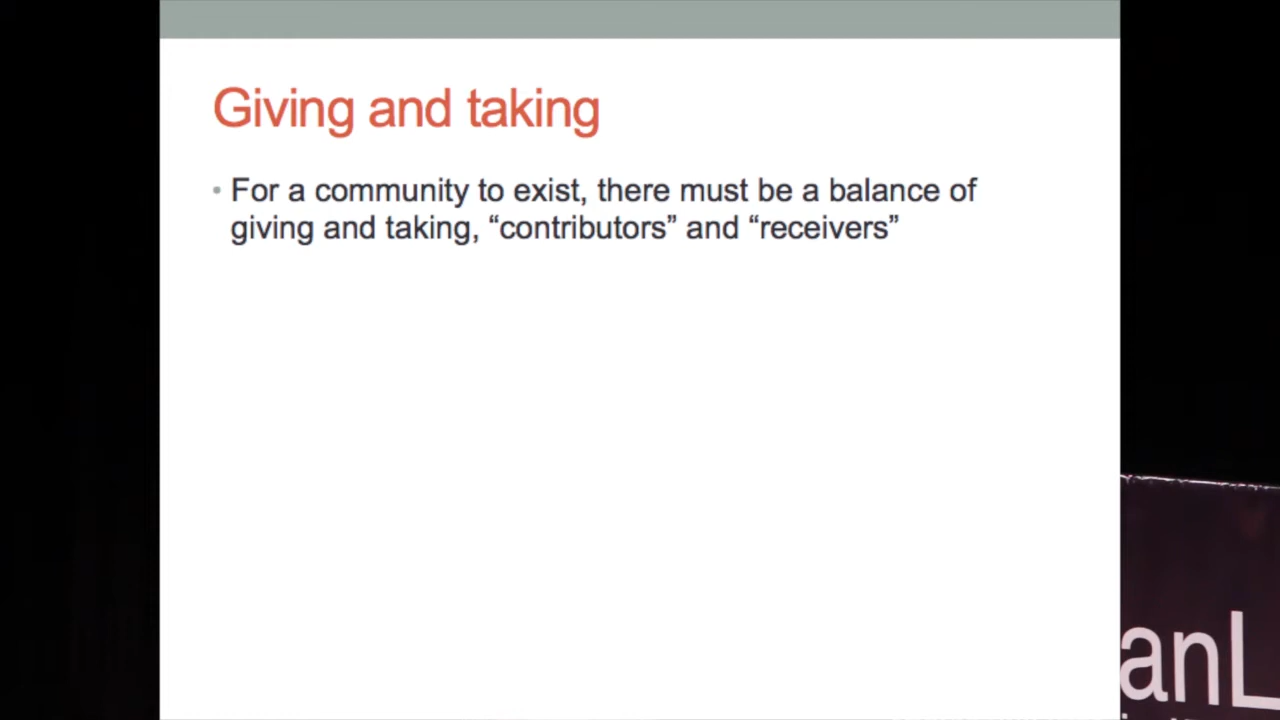 Giving and taking
• For a community to exist, there must be a balance of
giving and taking, “contributors” and “receivers”
anL